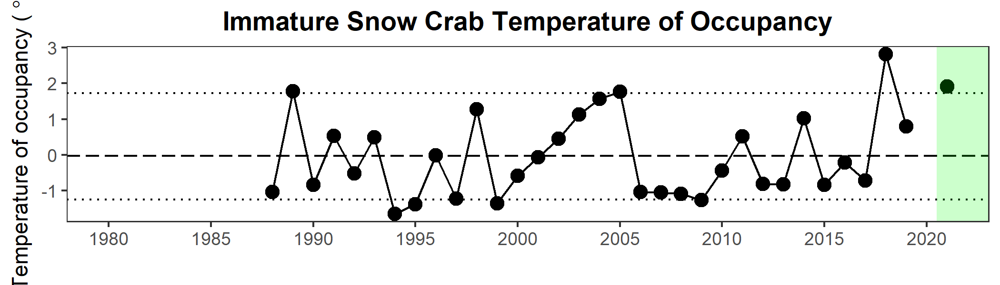 Immature Snow Crab Temperature of Occupancy
Temperature of occupancy (°
3
2
1
0
-1
1980 1985 1990 1995 2000 2005 2010 2015 2020